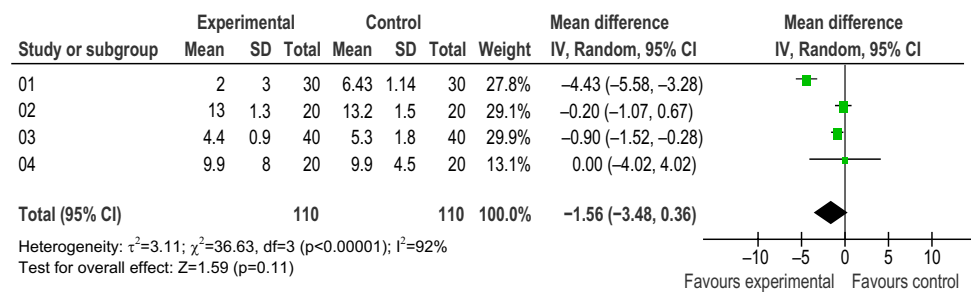 Experimental Control Mean difference Mean difference
Study or subgroup Mean SD Total Mean SD Total Weight IV, Random, 95% CI IV, Random, 95% CI
01 2 3 30 6.43 1.14 30 27.8% −4.43 (−5.58, −3.28)
02 13 1.3 20 13.2 1.5 20 29.1% −0.20 (−1.07, 0.67)
03 4.4 0.9 40 5.3 1.8 40 29.9% −0.90 (−1.52, −0.28)
04 9.9 8 20 9.9 4.5 20 13.1% 0.00 (−4.02, 4.02)
Total (95% CI) 110 110 100.0% −1.56 (−3.48, 0.36)
Heterogeneity: τ²=3.11; χ²=36.63, df=3 (p<0.00001); I²=92%
Test for overall effect: Z=1.59 (p=0.11)
−10 −5 0 5 10
Favours experimental Favours control